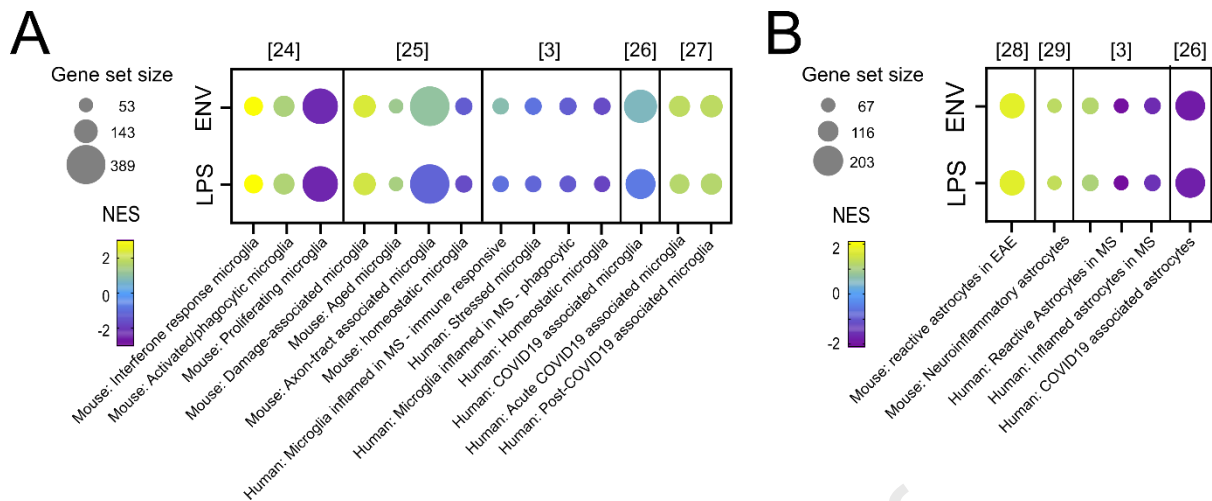 A
[24] [25] [3] [26] [27]
Gene set size
53
143
389
ENV
LPS
NES
2
0
-2
Mouse: Interferone response microglia
Mouse: Activated/phagocytic microglia
Mouse: Proliferating microglia
Mouse: Damage-associated microglia
Mouse: Aged microglia
Mouse: Axon-tract associated microglia
Mouse: homeostatic microglia
Human: Microglia inflamed in MS - immune responsive
Human: Stressed microglia
Human: Microglia inflamed in MS - phagocytic
Human: Homeostatic microglia
Human: COVID19 associated microglia
Human: Acute COVID19 associated microglia
Human: Post-COVID19 associated microglia
B
[28] [29] [3] [26]
Gene set size
67
116
203
ENV
LPS
NES
2
1
0
-1
-2
Mouse: reactive astrocytes in EAE
Mouse: Neuroinflammatory astrocytes
Human: Reactive Astrocytes in MS
Human: Inflamed astrocytes in MS
Human: COVID19 associated astrocytes